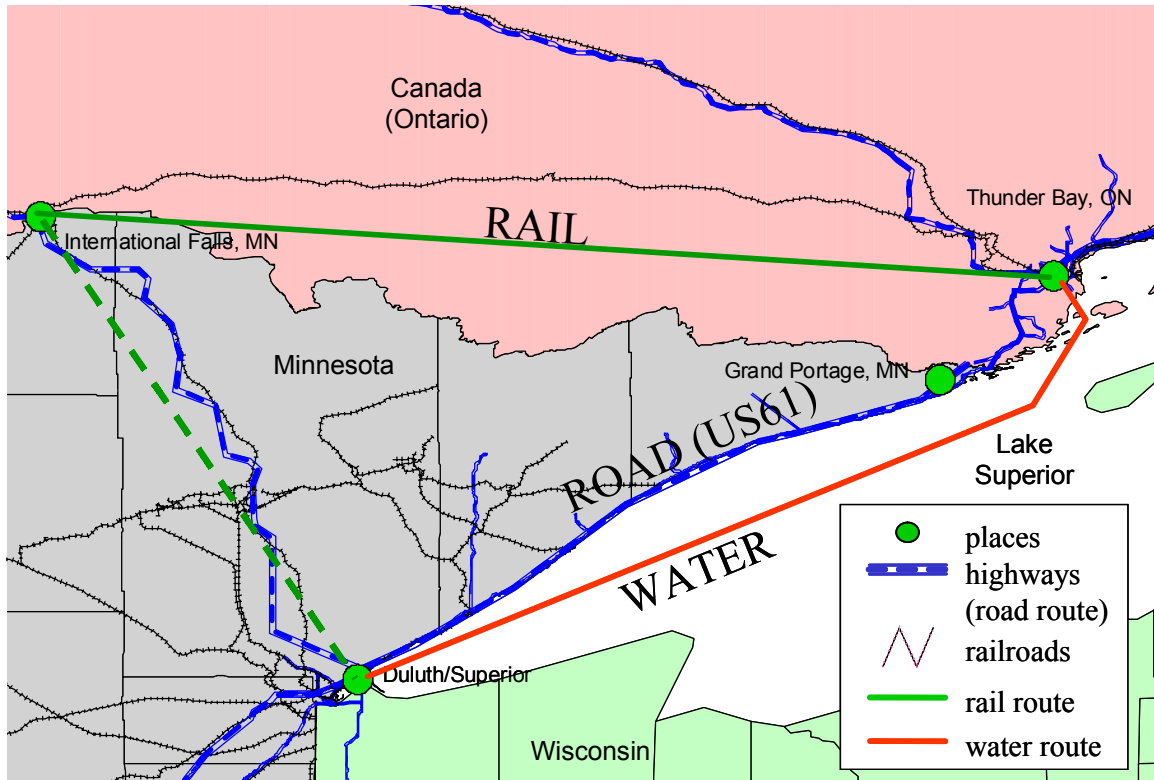 Canada
(Ontario)
Thunder Bay, ON
RAIL
International Falls, MN
Minnesota
Grand Portage, MN
ROAD (US61)
Lake
Superior
WATER
Duluth/Superior
Wisconsin
places
highways
(road route)
railroads
rail route
water route